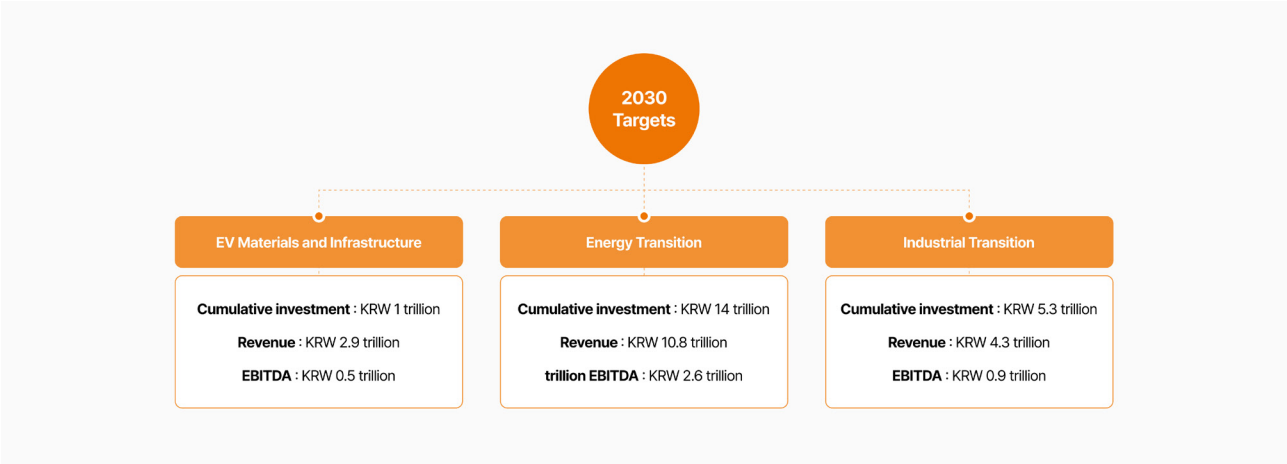 2030
Targets
EV Materials and Infrastructure
Cumulative investment : KRW 1 trillion
Revenue : KRW 2.9 trillion
EBITDA : KRW 0.5 trillion
Energy Transition
Cumulative investment : KRW 14 trillion
Revenue : KRW 10.8 trillion
trillion EBITDA : KRW 2.6 trillion
Industrial Transition
Cumulative investment : KRW 5.3 trillion
Revenue : KRW 4.3 trillion
EBITDA : KRW 0.9 trillion